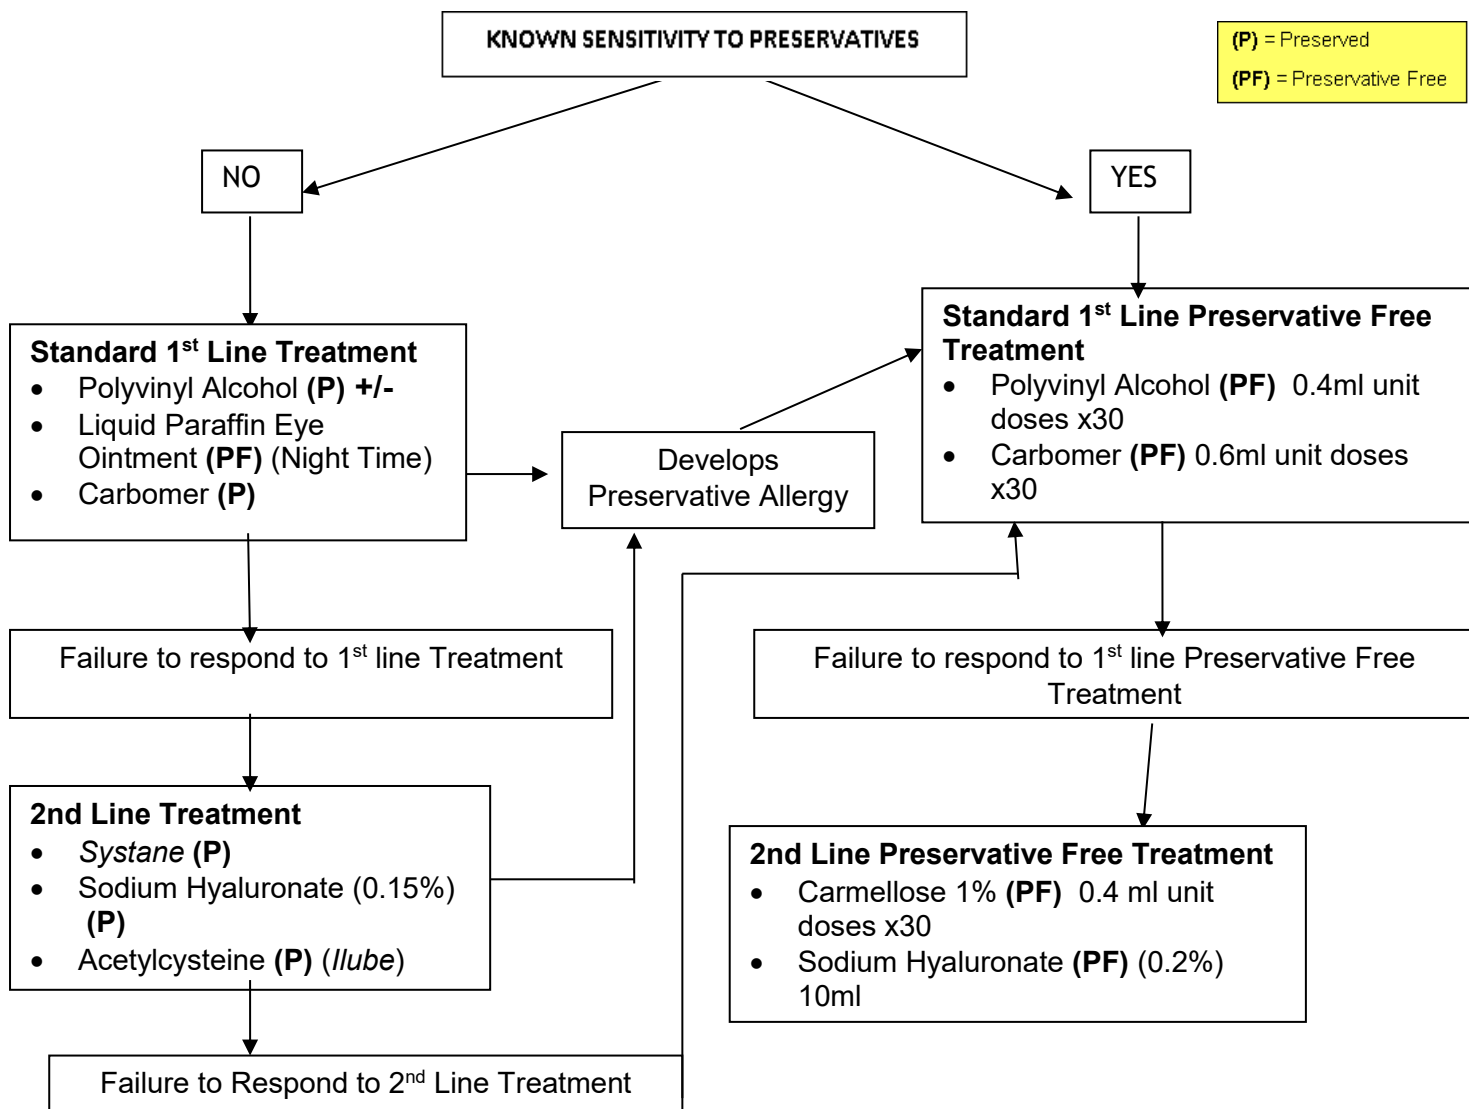 KNOWN SENSITIVITY TO PRESERVATIVES
(P) = Preserved
(PF) = Preservative Free
NO
YES
Standard 1st Line Treatment
• Polyvinyl Alcohol (P) +/-
• Liquid Paraffin Eye
Ointment (PF) (Night Time)
• Carbomer (P)
Develops
Preservative Allergy
Standard 1st Line Preservative Free
Treatment
• Polyvinyl Alcohol (PF) 0.4ml unit
doses x30
• Carbomer (PF) 0.6ml unit doses
x30
Failure to respond to 1st line Treatment
Failure to respond to 1st line Preservative Free
Treatment
2nd Line Treatment
• Systane (P)
• Sodium Hyaluronate (0.15%)
(P)
• Acetylcysteine (P) (Ilube)
2nd Line Preservative Free Treatment
• Carmellose 1% (PF) 0.4 ml unit
doses x30
• Sodium Hyaluronate (PF) (0.2%)
10ml
Failure to Respond to 2nd Line Treatment